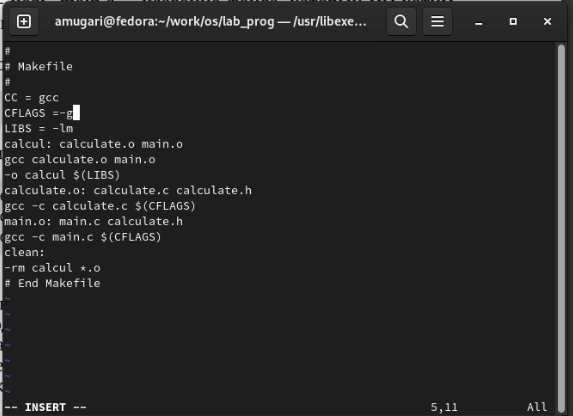 amugari@fedora:~/work/os/lab_prog — /usr/libexe...
#
# Makefile
#
CC = gcc
CFLAGS =-g
LIBS = -lm
calcul: calculate.o main.o
gcc calculate.o main.o
-o calcul $(LIBS)
calculate.o: calculate.c calculate.h
gcc -c calculate.c $(CFLAGS)
main.o: main.c calculate.h
gcc -c main.c $(CFLAGS)
clean:
-rm calcul *.o
# End Makefile
~
~
~
~
~
~
~
-- INSERT -- 5,11 All